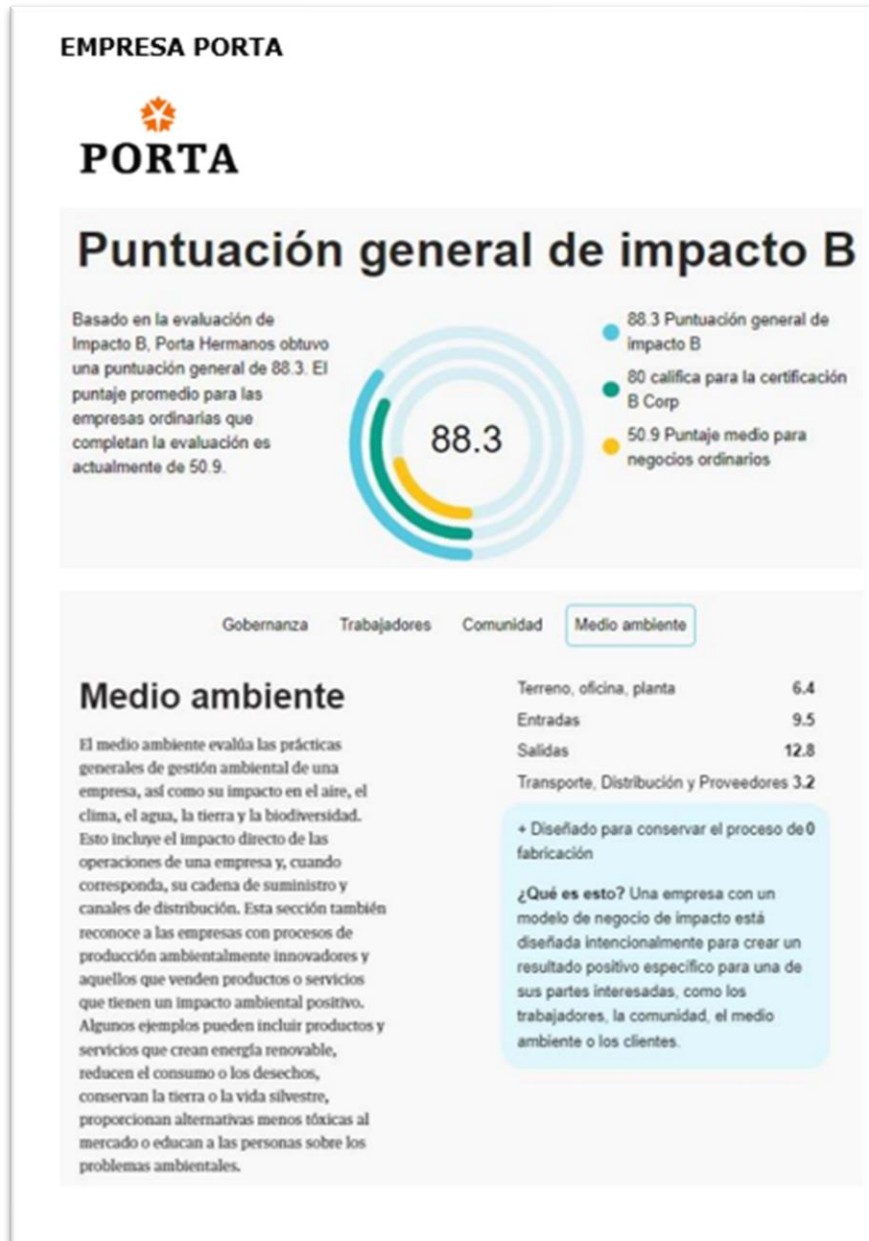 EMPRESA PORTA
PORTA
Puntuación general de impacto B
Basado en la evaluación de
Impacto B, Porta Hermanos obtuvo
una puntuación general de 88.3. El
puntaje promedio para las
empresas ordinarias que
completan la evaluación es
actualmente de 50.9.
88.3
88.3 Puntuación general de
impacto B
80 califica para la certificación
B Corp
50.9 Puntaje medio para
negocios ordinarios
Gobernanza Trabajadores Comunidad Medio ambiente
Medio ambiente
El medio ambiente evalúa las prácticas
generales de gestión ambiental de una
empresa, así como su impacto en el aire, el
clima, el agua, la tierra y la biodiversidad.
Esto incluye el impacto directo de las
operaciones de una empresa y, cuando
corresponda, su cadena de suministro y
canales de distribución. Esta sección también
reconoce a las empresas con procesos de
producción ambientalmente innovadores y
aquellos que venden productos o servicios
que tienen un impacto ambiental positivo.
Algunos ejemplos pueden incluir productos y
servicios que crean energía renovable,
reducen el consumo o los desechos,
conservan la tierra o la vida silvestre,
proporcionan alternativas menos tóxicas al
mercado o educan a las personas sobre los
problemas ambientales.
Terreno, oficina, planta 6.4
Entradas 9.5
Salidas 12.8
Transporte, Distribución y Proveedores 3.2
+ Diseñado para conservar el proceso de 0
fabricación
¿Qué es esto? Una empresa con un
modelo de negocio de impacto está
diseñada intencionalmente para crear un
resultado positivo específico para una de
sus partes interesadas, como los
trabajadores, la comunidad, el medio
ambiente o los clientes.